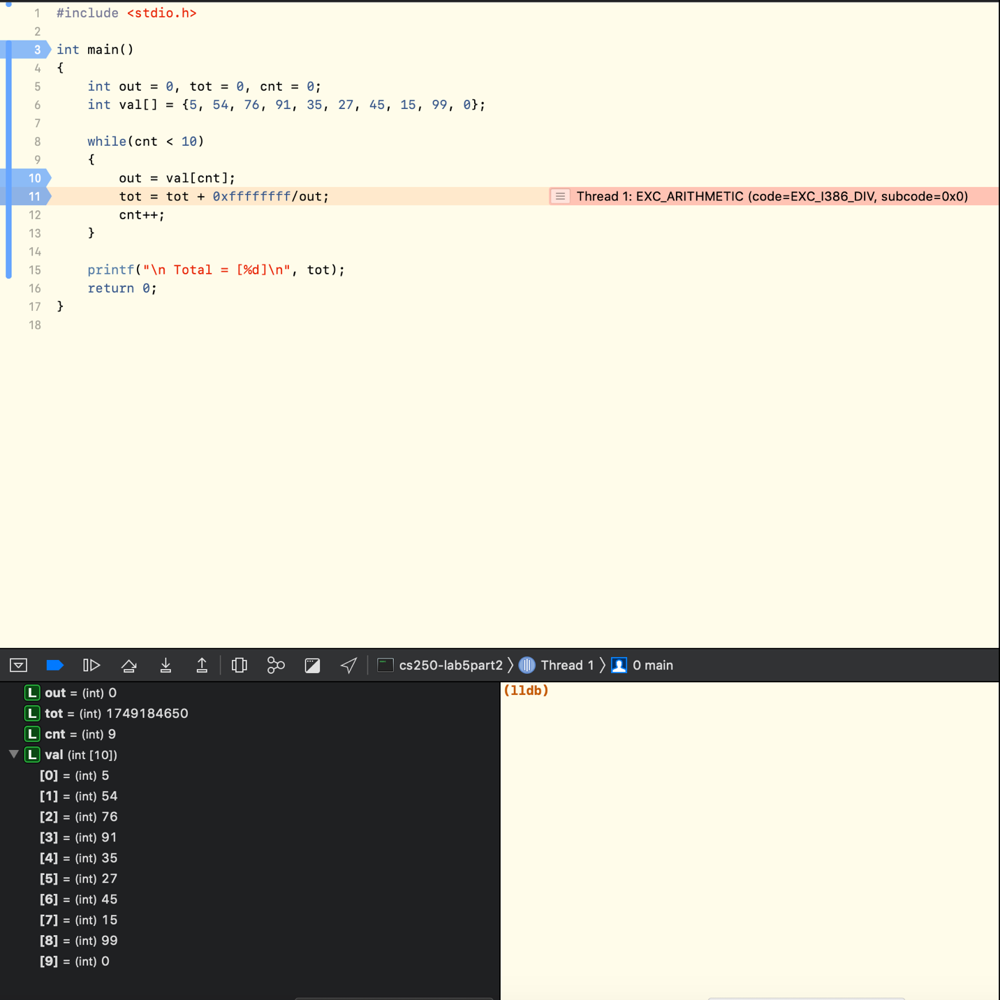 1 #include <stdio.h>
2
3 int main()
4 {
5 int out = 0, tot = 0, cnt = 0;
6 int val[] = {5, 54, 76, 91, 35, 27, 45, 15, 99, 0};
7
8 while(cnt < 10)
9 {
10 out = val[cnt];
11 tot = tot + 0xffffffff/out; Thread 1: EXC_ARITHMETIC (code=EXC_I386_DIV, subcode=0x0)
12 cnt++;
13 }
14
15 printf("\n Total = [%d]\n", tot);
16 return 0;
17 }
18
cs250-lab5part2 Thread 1 0 main
L out = (int) 0
L tot = (int) 1749184650
L cnt = (int) 9
L val (int [10])
[0] = (int) 5
[1] = (int) 54
[2] = (int) 76
[3] = (int) 91
[4] = (int) 35
[5] = (int) 27
[6] = (int) 45
[7] = (int) 15
[8] = (int) 99
[9] = (int) 0
(lldb)